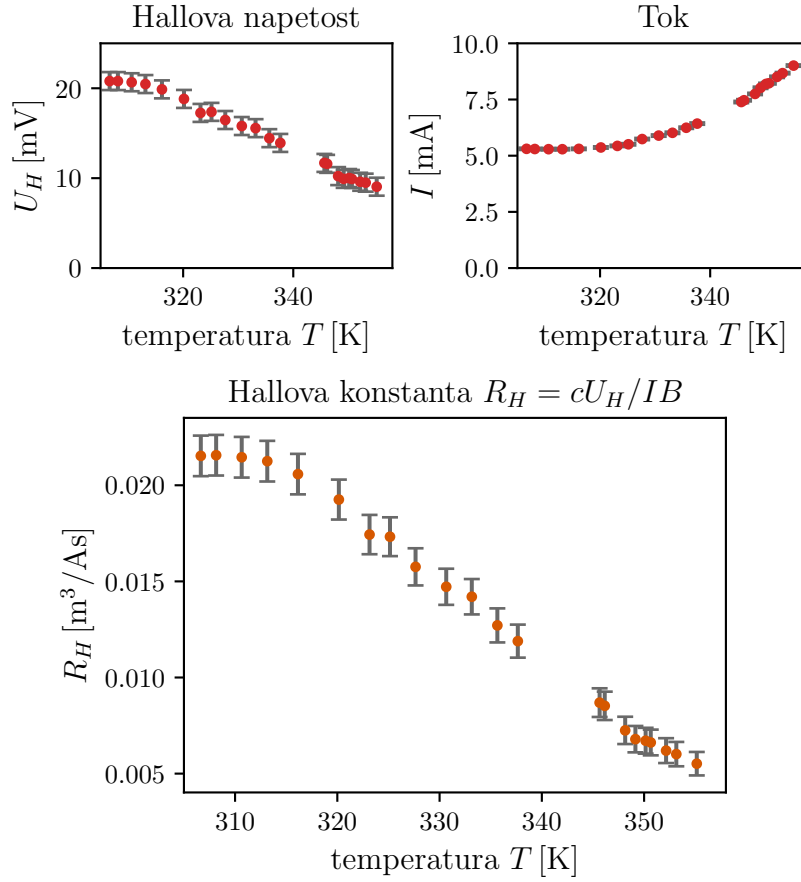 Hallova napetost
20
10
0
U_H [mV]
320
340
temperatura T [K]
Tok
10.0
7.5
5.0
2.5
0.0
I [mA]
320
340
temperatura T [K]
Hallova konstanta R_H = cU_H/IB
0.020
0.015
0.010
0.005
R_H [m³/As]
310
320
330
340
350
temperatura T [K]